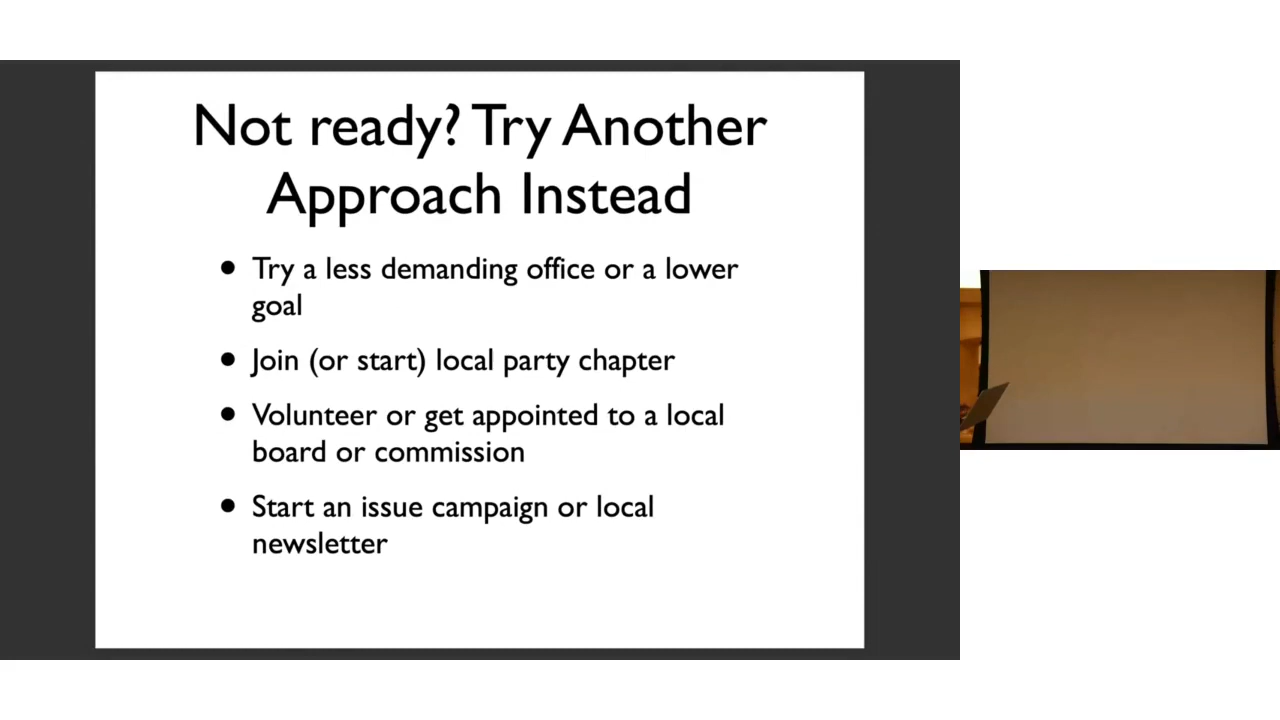 Not ready? Try Another
Approach Instead
• Try a less demanding office or a lower
goal
• Join (or start) local party chapter
• Volunteer or get appointed to a local
board or commission
• Start an issue campaign or local
newsletter